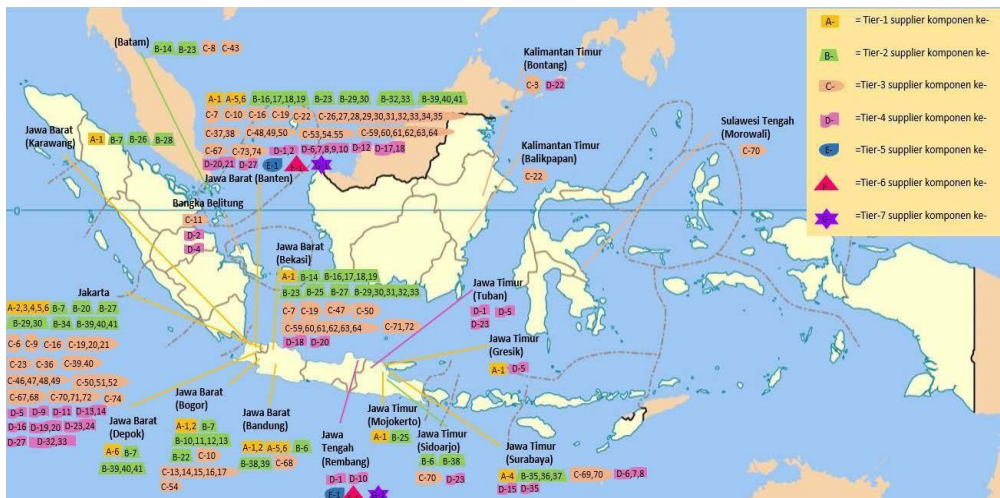 (Batam)
B-14 B-23 C-8 C-43
Kalimantan Timur
(Bontang)
C-3 D-22
A-1 A-5,6 B-16,17,18,19 B-23 B-29,30 B-32,33 B-39,40,41
C-7 C-10 C-16 C-19 C-22 C-26,27,28,29,30,31,32,33,34,35
C-37,38 C-48,49,50 C-53,54.55 C-59,60,61,62,63,64
C-67 C-73,74 D-1,2 D-6,7,8,9,10 D-12 D-17,18
D-20,21 D-27 E-1
Jawa Barat (Banten)
Jawa Barat
(Karawang)
A-1 B-7 B-26 B-28
Sulawesi Tengah
(Morowali)
C-70
Kalimantan Timur
(Balikpapan)
C-22
A- = Tier-1 supplier komponen ke-
B- = Tier-2 supplier komponen ke-
C- = Tier-3 supplier komponen ke-
D- = Tier-4 supplier komponen ke-
E- =Tier-5 supplier komponen ke-
=Tier-6 supplier komponen ke-
=Tier-7 supplier komponen ke-
0
Bangka Belitung
C-11
D-2
D-4
Jawa Barat
(Bekasi)
A-1 B-14 B-16,17,18,19
B-23 B-25 B-27 B-29,30,31,32,33
C-7 C-19 C-47 C-50
C-59,60,61,62,63,64 C-71,72
D-18 D-20
Jakarta
A-2,3,4,5,6 B-7 B-20 B-27
B-29,30 B-34 B-39,40,41
C-6 C-9 C-16 C-19,20,21
C-23 C-36 C-39.40
C-46,47,48,49 C-50,51,52
C-67,68 C-70,71,72 C-74
D-5 D-9 D-11 D-13,14
D-16 D-19,20 D-23,24
D-27 D-32,33
Jawa Timur
(Tuban)
D-1 D-5
D-23
Jawa Timur
(Gresik)
A-1 D-5
Jawa Barat
(Depok)
A-6 B-7
B-39,40,41
Jawa Barat
(Bogor)
A-1,2 B-7
B-10,11,12,13
B-22 C-10
C-13,14,15,16,17
C-54
Jawa Barat
(Bandung)
A-1,2 A-5,6 B-6
B-38,39 C-68
Jawa
Tengah
(Rembang)
D-1 D-10
E-1
Jawa Timur
(Mojokerto)
A-1 B-25
Jawa Timur
(Sidoarjo)
B-6 B-38
C-70 D-23
Jawa Timur
(Surabaya)
A-4 B-35,36,37 C-69,70 D-6,7,8
D-15 D-35